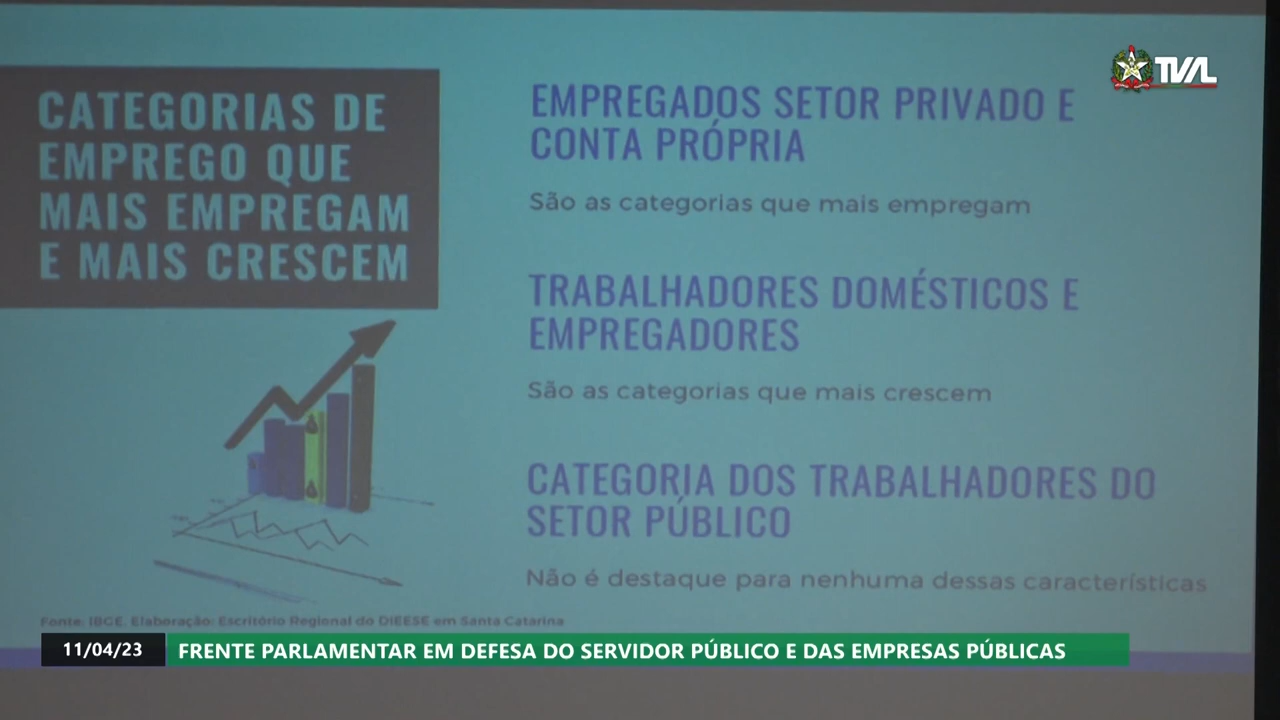 TVAL
CATEGORIAS DE
EMPREGO QUE
MAIS EMPREGAM
E MAIS CRESCEM
EMPREGADOS SETOR PRIVADO E
CONTA PRÓPRIA
São as categorias que mais empregam
TRABALHADORES DOMÉSTICOS E
EMPREGADORES
São as categorias que mais crescem
CATEGORIA DOS TRABALHADORES DO
SETOR PÚBLICO
Não é destaque para nenhuma dessas características
Fonte: IBGE. Elaboração: Escritório Regional do DIEESE em Santa Catarina
11/04/23
FRENTE PARLAMENTAR EM DEFESA DO SERVIDOR PÚBLICO E DAS EMPRESAS PÚBLICAS